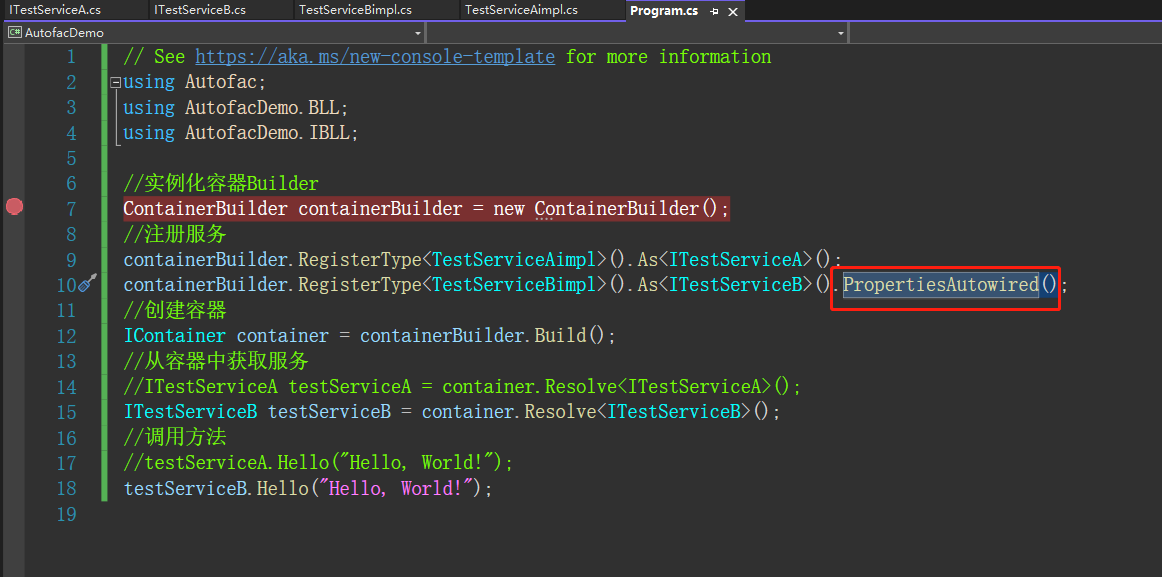 ITestServiceA.cs ITestServiceB.cs TestServiceBimpl.cs TestServiceAimpl.cs Program.cs
C# AutofacDemo
1 // See https://aka.ms/new-console-template for more information
2 using Autofac;
3 using AutofacDemo.BLL;
4 using AutofacDemo.IBLL;
5
6 //实例化容器Builder
7 ContainerBuilder containerBuilder = new ContainerBuilder();
8 //注册服务
9 containerBuilder.RegisterType<TestServiceAimpl>().As<ITestServiceA>();
10 containerBuilder.RegisterType<TestServiceBimpl>().As<ITestServiceB>().PropertiesAutowired();
11 //创建容器
12 IContainer container = containerBuilder.Build();
13 //从容器中获取服务
14 //ITestServiceA testServiceA = container.Resolve<ITestServiceA>();
15 ITestServiceB testServiceB = container.Resolve<ITestServiceB>();
16 //调用方法
17 //testServiceA.Hello("Hello, World!");
18 testServiceB.Hello("Hello, World!");
19